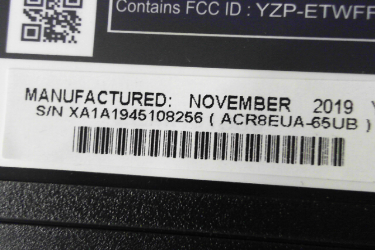 Contains FCC ID : YZP-ETWFF
MANUFACTURED: NOVEMBER 2019
S/N XA1A1945108256 ( ACR8EUA-65UB )